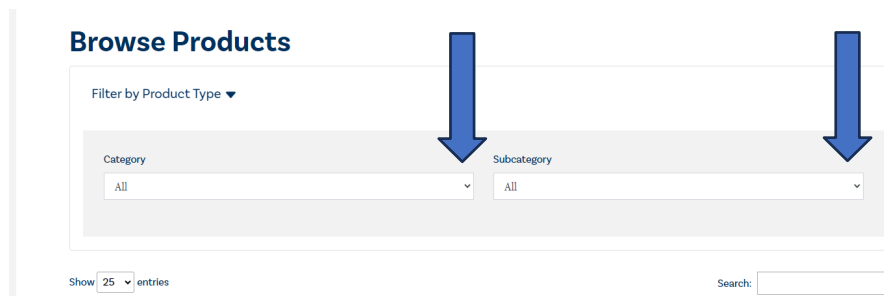 Browse Products
Filter by Product Type
Category Subcategory
All All
Show 25 entries Search: